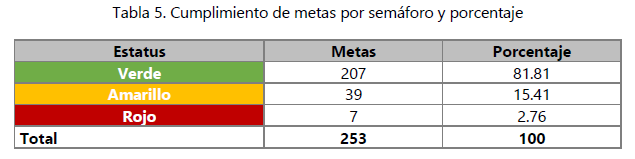 Tabla 5. Cumplimiento de metas por semáforo y porcentaje
Estatus Metas Porcentaje
Verde 207 81.81
Amarillo 39 15.41
Rojo 7 2.76
Total 253 100